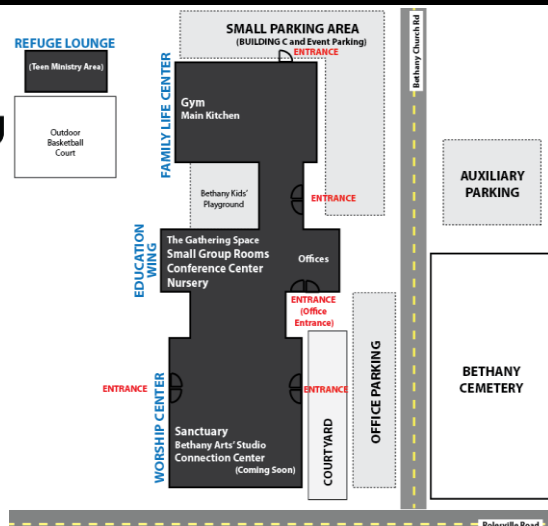 SMALL PARKING AREA
(BUILDING C and Event Parking)
ENTRANCE
Bethany Church Rd
REFUGE LOUNGE
(Teen Ministry Area)
Outdoor
Basketball
Court
FAMILY LIFE CENTER
Gym
Main Kitchen
Bethany Kids'
Playground
ENTRANCE
AUXILIARY
PARKING
EDUCATION
WING
The Gathering Space
Small Group Rooms
Conference Center
Nursery
Offices
ENTRANCE
(Office
Entrance)
WORSHIP CENTER
ENTRANCE
ENTRANCE
Sanctuary
Bethany Arts' Studio
Connection Center
(Coming Soon)
COURTYARD
OFFICE PARKING
BETHANY
CEMETERY
Road